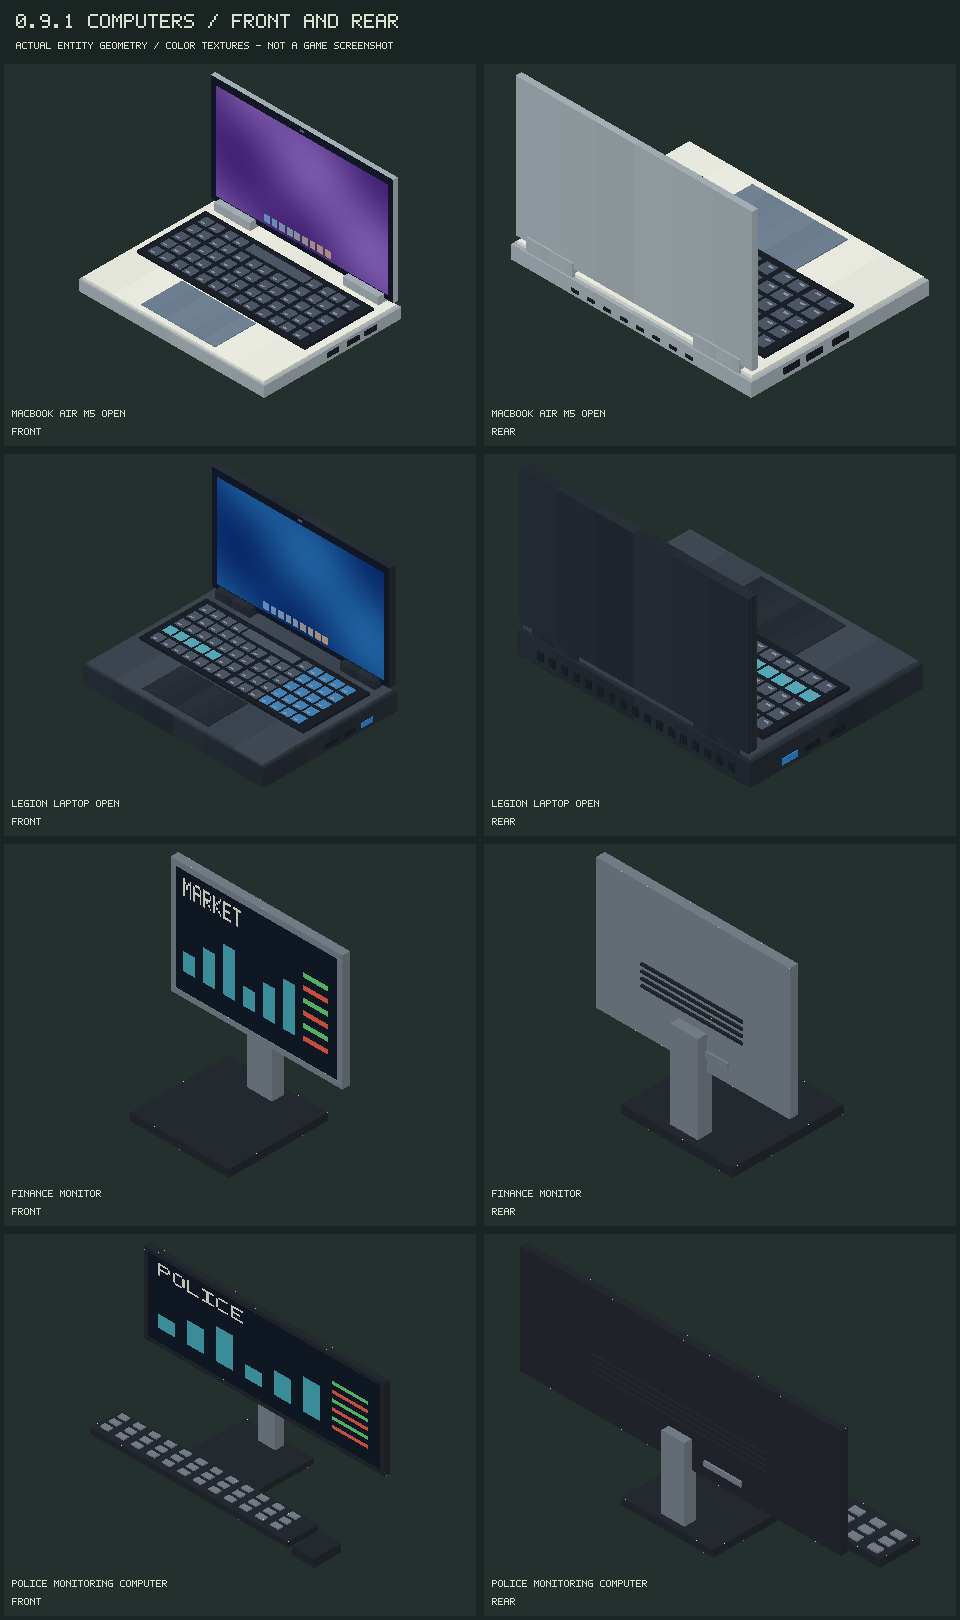 0.9.1 COMPUTERS / FRONT AND REAR
ACTUAL ENTITY GEOMETRY / COLOR TEXTURES – NOT A GAME SCREENSHOT
MACBOOK AIR M5 OPEN
FRONT
MACBOOK AIR M5 OPEN
REAR
LEGION LAPTOP OPEN
FRONT
LEGION LAPTOP OPEN
REAR
MARKET
FINANCE MONITOR
FRONT
FINANCE MONITOR
REAR
POLICE
POLICE MONITORING COMPUTER
FRONT
POLICE MONITORING COMPUTER
REAR